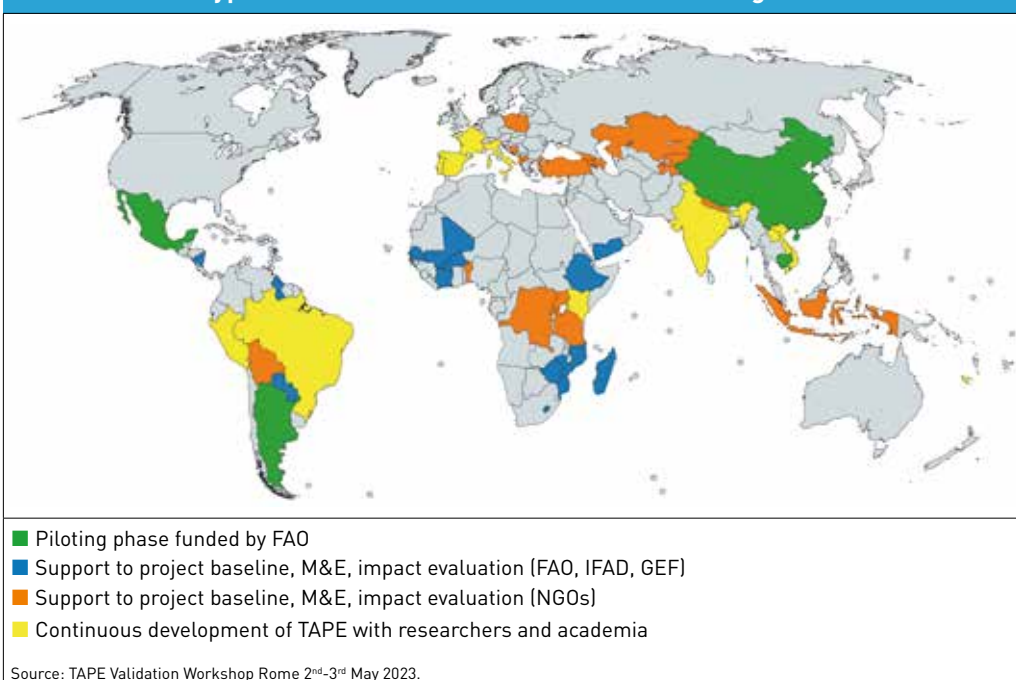 Piloting phase funded by FAO
Support to project baseline, M&E, impact evaluation (FAO, IFAD, GEF)
Support to project baseline, M&E, impact evaluation (NGOs)
Continuous development of TAPE with researchers and academia
Source: TAPE Validation Workshop Rome 2nd-3rd May 2023.